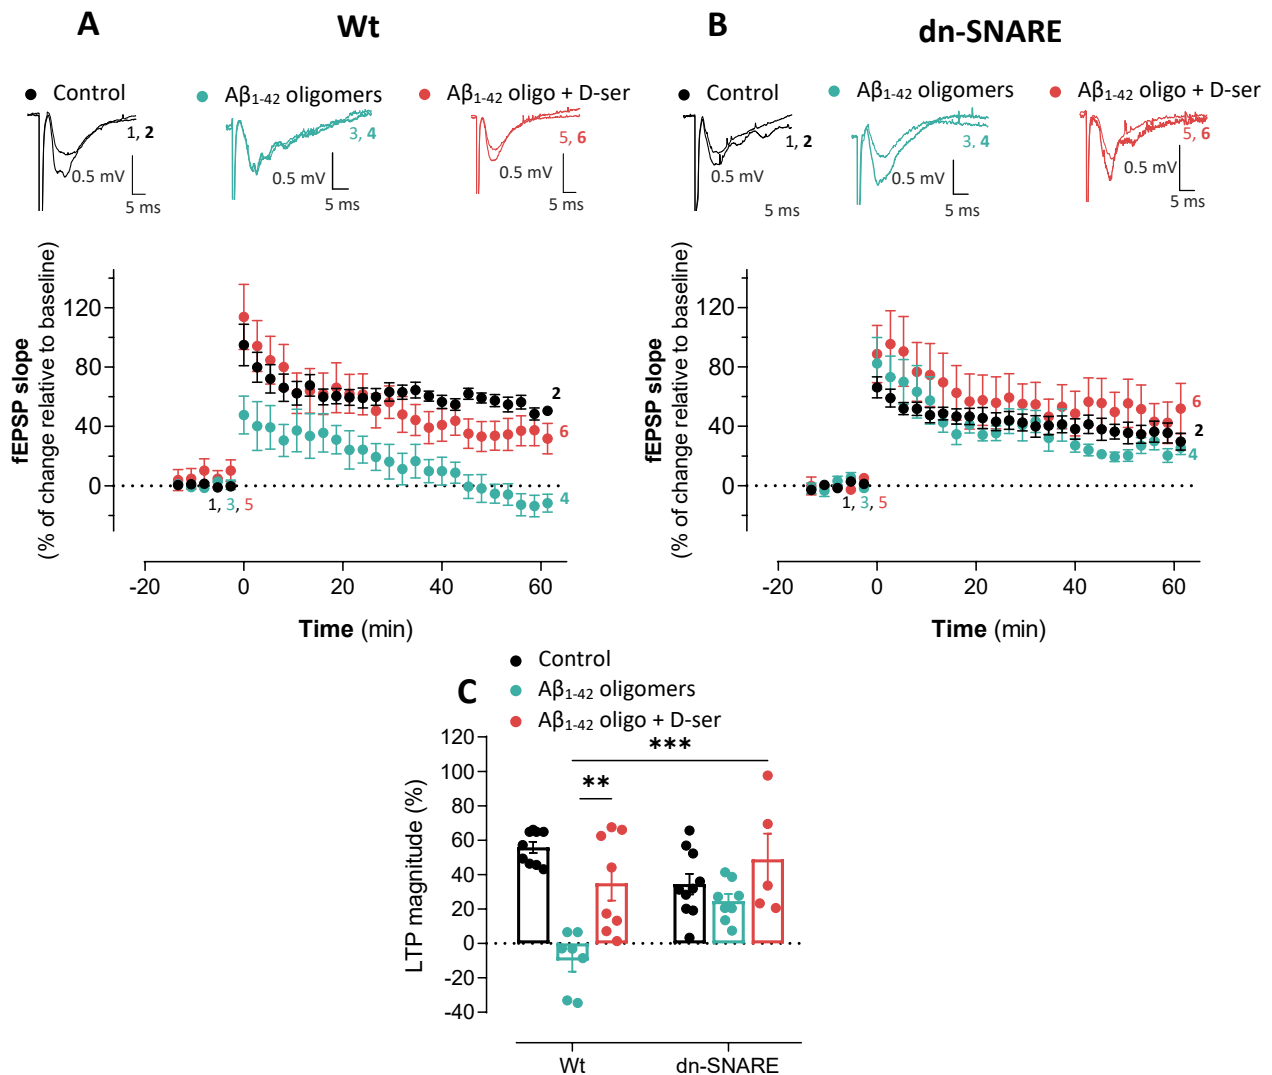 A
Wt
Control
Aβ1-42 oligomers
Aβ1-42 oligo + D-ser
1, 2
0.5 mV
5 ms
3, 4
0.5 mV
5 ms
5, 6
0.5 mV
5 ms
fEPSP slope
(% of change relative to baseline)
120
80
40
0
2
6
4
1, 3, 5
-20
0
20
40
60
Time (min)
B
dn-SNARE
Control
Aβ1-42 oligomers
Aβ1-42 oligo + D-ser
1, 2
0.5 mV
5 ms
3, 4
0.5 mV
5 ms
5, 6
0.5 mV
5 ms
fEPSP slope
(% of change relative to baseline)
120
80
40
0
6
2
4
1, 3, 5
-20
0
20
40
60
Time (min)
C
Control
Aβ1-42 oligomers
Aβ1-42 oligo + D-ser
LTP magnitude (%)
120
100
80
60
40
20
0
-20
-40
***
**
Wt
dn-SNARE